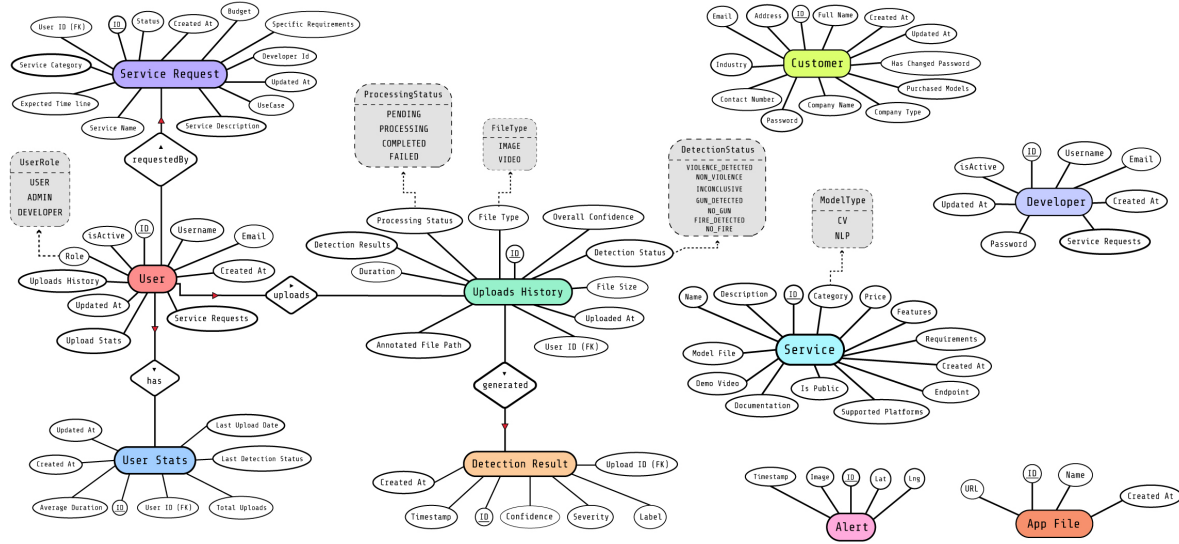 User ID (FK)
ID
Status
Created At
Budget
Specific Requirements
Service Category
Service Request
Developer Id
Updated At
Expected Time line
UseCase
Service Name
Service Description
requestedBy
UserRole
USER
ADMIN
DEVELOPER
isActive
ID
Username
Email
Role
User
Created At
Uploads History
Updated At
Service Requests
Upload Stats
uploads
has
Updated At
Last Upload Date
Created At
User Stats
Last Detection Status
Average Duration
ID
User ID (FK)
Total Uploads
ProcessingStatus
PENDING
PROCESSING
COMPLETED
FAILED
FileType
IMAGE
VIDEO
DetectionStatus
VIOLENCE_DETECTED
NON_VIOLENCE
INCONCLUSIVE
GUN_DETECTED
NO_GUN
FIRE_DETECTED
NO_FIRE
Processing Status
File Type
Overall Confidence
Detection Results
ID
Detection Status
Duration
Uploads History
File Size
Uploaded At
Annotated File Path
User ID (FK)
generated
Detection Result
Upload ID (FK)
Created At
Timestamp
ID
Confidence
Severity
Label
Email
Address
ID
Full Name
Created At
Updated At
Industry
Customer
Has Changed Password
Contact Number
Purchased Models
Company Name
Company Type
Password
ID
Username
Email
isActive
Updated At
Developer
Created At
Password
Service Requests
ModelType
CV
NLP
Name
Description
ID
Category
Price
Features
Requirements
Model File
Service
Created At
Demo Video
Is Public
Endpoint
Documentation
Supported Platforms
Timestamp
Image
ID
Lat
Lng
Alert
URL
ID
Name
Created At
App File